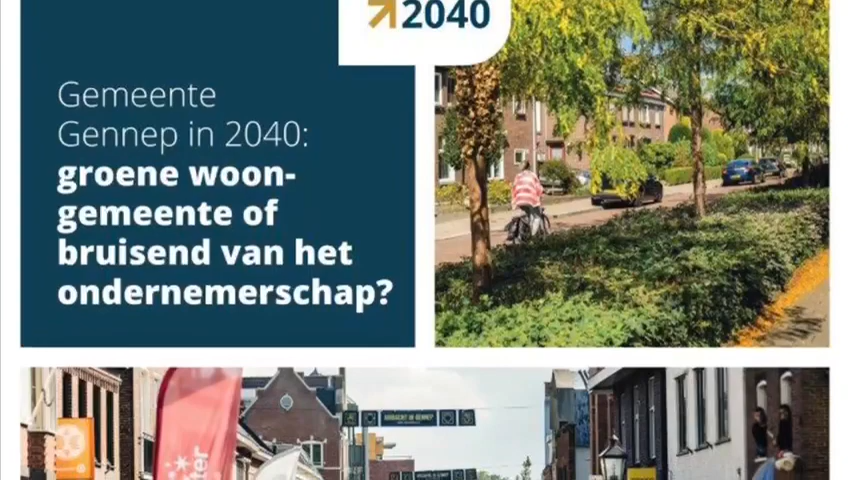 2040
Gemeente
Gennep in 2040:
groene woon-
gemeente of
bruisend van het
ondernemerschap?